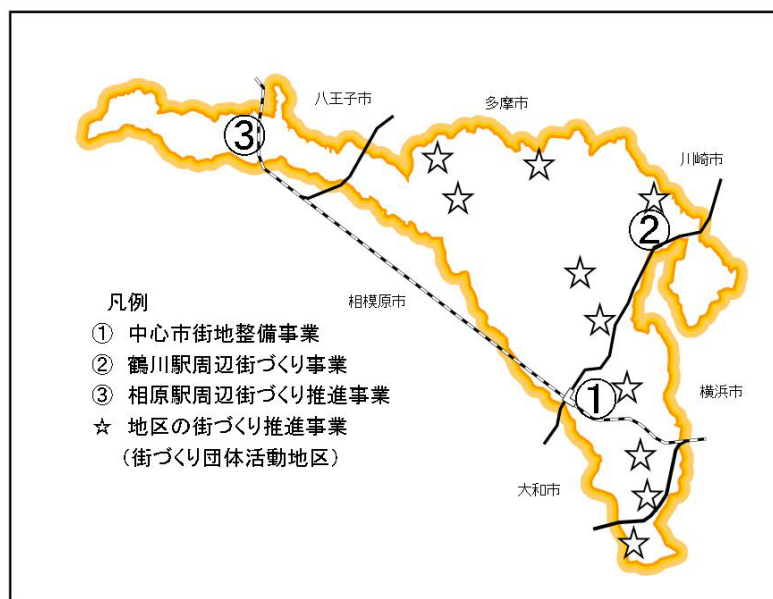 八王子市
多摩市
川崎市
③
②
相模原市
①
横浜市
大和市
凡例
① 中心市街地整備事業
② 鶴川駅周辺街づくり事業
③ 相原駅周辺街づくり推進事業
☆ 地区の街づくり推進事業
(街づくり団体活動地区)